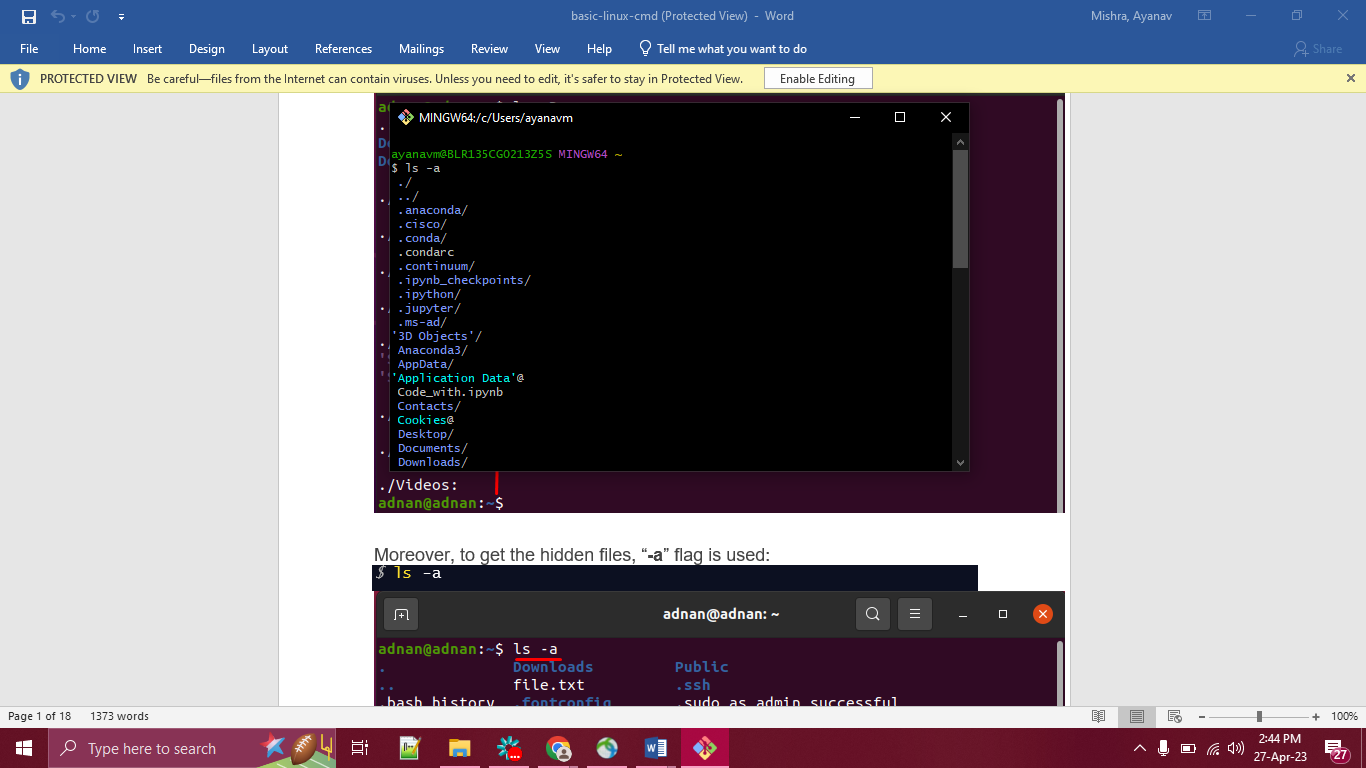 basic-linux-cmd (Protected View) - Word
Mishra, Ayanav
File Home Insert Design Layout References Mailings Review View Help Tell me what you want to do Share
PROTECTED VIEW Be careful—files from the Internet can contain viruses. Unless you need to edit, it's safer to stay in Protected View. Enable Editing
MINGW64:/c/Users/ayanavm
ayanavm@BLR135CG0213Z5S MINGW64 ~
$ ls -a
./
../
.anaconda/
.cisco/
.conda/
.condarc
.continuum/
.ipynb_checkpoints/
.ipython/
.jupyter/
.ms-ad/
'3D Objects'/
Anaconda3/
AppData/
'Application Data'@
Code_with.ipynb
Contacts/
Cookies@
Desktop/
Documents/
Downloads/
./Videos:
adnan@adnan:~$
Moreover, to get the hidden files, “-a” flag is used:
$ ls -a
adnan@adnan: ~
adnan@adnan:~$ ls -a
. Downloads Public
.. file.txt .ssh
.bash_history .fontconfig .sudo_as_admin_successful
Page 1 of 18 1373 words 100%
Type here to search
2:44 PM
27-Apr-23
27